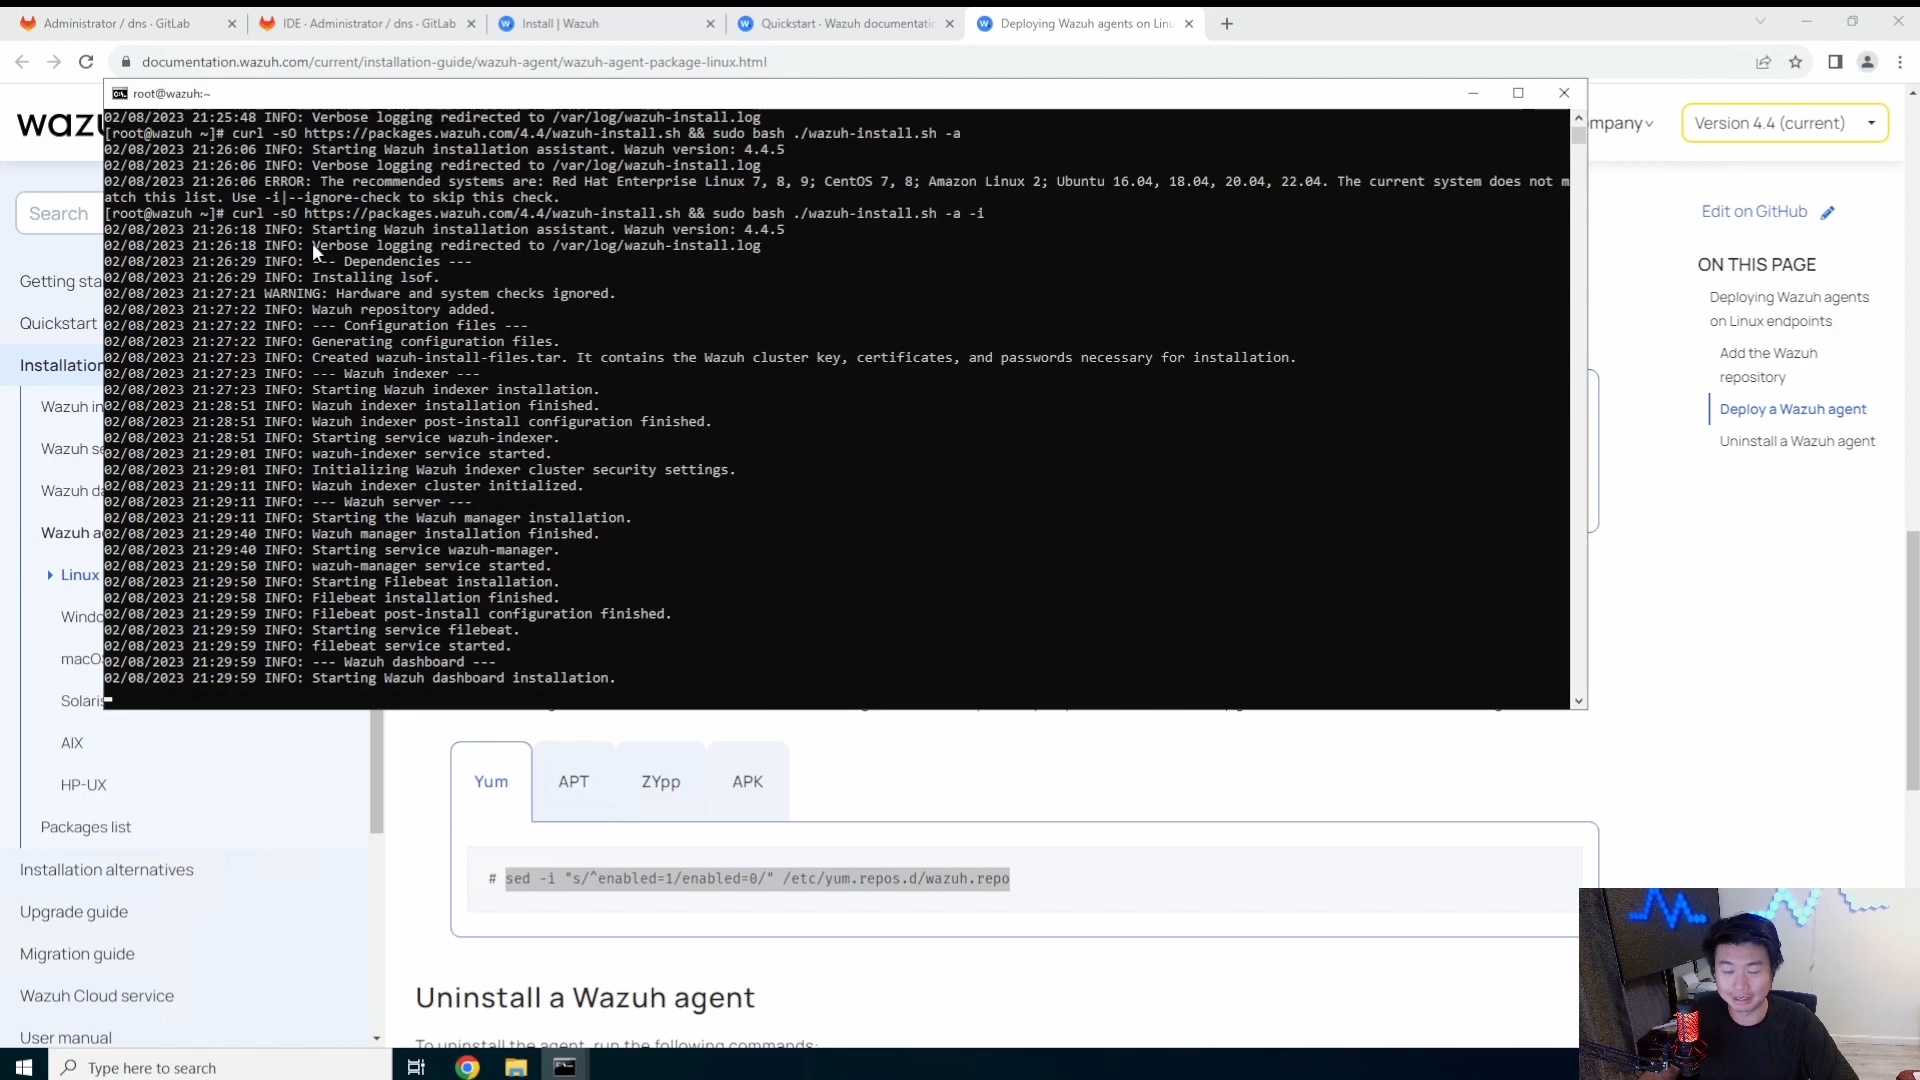 Administrator / dns · GitLab
IDE · Administrator / dns · GitLab
Install | Wazuh
Quickstart · Wazuh documentatic
Deploying Wazuh agents on Linu
documentation.wazuh.com/current/installation-guide/wazuh-agent/wazuh-agent-package-linux.html
root@wazuh:~
02/08/2023 21:25:48 INFO: Verbose logging redirected to /var/log/wazuh-install.log
[root@wazuh ~]# curl -sO https://packages.wazuh.com/4.4/wazuh-install.sh && sudo bash ./wazuh-install.sh -a
02/08/2023 21:26:06 INFO: Starting Wazuh installation assistant. Wazuh version: 4.4.5
02/08/2023 21:26:06 INFO: Verbose logging redirected to /var/log/wazuh-install.log
02/08/2023 21:26:06 ERROR: The recommended systems are: Red Hat Enterprise Linux 7, 8, 9; CentOS 7, 8; Amazon Linux 2; Ubuntu 16.04, 18.04, 20.04, 22.04. The current system does not m
atch this list. Use -i|--ignore-check to skip this check.
[root@wazuh ~]# curl -sO https://packages.wazuh.com/4.4/wazuh-install.sh && sudo bash ./wazuh-install.sh -a -i
02/08/2023 21:26:18 INFO: Starting Wazuh installation assistant. Wazuh version: 4.4.5
02/08/2023 21:26:18 INFO: Verbose logging redirected to /var/log/wazuh-install.log
02/08/2023 21:26:29 INFO: --- Dependencies ---
02/08/2023 21:26:29 INFO: Installing lsof.
02/08/2023 21:27:21 WARNING: Hardware and system checks ignored.
02/08/2023 21:27:22 INFO: Wazuh repository added.
02/08/2023 21:27:22 INFO: --- Configuration files ---
02/08/2023 21:27:22 INFO: Generating configuration files.
02/08/2023 21:27:23 INFO: Created wazuh-install-files.tar. It contains the Wazuh cluster key, certificates, and passwords necessary for installation.
02/08/2023 21:27:23 INFO: --- Wazuh indexer ---
02/08/2023 21:27:23 INFO: Starting Wazuh indexer installation.
02/08/2023 21:28:51 INFO: Wazuh indexer installation finished.
02/08/2023 21:28:51 INFO: Wazuh indexer post-install configuration finished.
02/08/2023 21:28:51 INFO: Starting service wazuh-indexer.
02/08/2023 21:29:01 INFO: wazuh-indexer service started.
02/08/2023 21:29:01 INFO: Initializing Wazuh indexer cluster security settings.
02/08/2023 21:29:11 INFO: Wazuh indexer cluster initialized.
02/08/2023 21:29:11 INFO: --- Wazuh server ---
02/08/2023 21:29:11 INFO: Starting the Wazuh manager installation.
02/08/2023 21:29:40 INFO: Wazuh manager installation finished.
02/08/2023 21:29:40 INFO: Starting service wazuh-manager.
02/08/2023 21:29:50 INFO: wazuh-manager service started.
02/08/2023 21:29:50 INFO: Starting Filebeat installation.
02/08/2023 21:29:58 INFO: Filebeat installation finished.
02/08/2023 21:29:59 INFO: Filebeat post-install configuration finished.
02/08/2023 21:29:59 INFO: Starting service filebeat.
02/08/2023 21:29:59 INFO: filebeat service started.
02/08/2023 21:29:59 INFO: --- Wazuh dashboard ---
02/08/2023 21:29:59 INFO: Starting Wazuh dashboard installation.
wazu
mpany
Version 4.4 (current)
Search
Getting sta
Quickstart
Installation
Wazuh in
Wazuh se
Wazuh da
Wazuh a
Linux
Windo
macOS
Solaris
AIX
HP-UX
Packages list
Installation alternatives
Upgrade guide
Migration guide
Wazuh Cloud service
User manual
Edit on GitHub
ON THIS PAGE
Deploying Wazuh agents
on Linux endpoints
Add the Wazuh
repository
Deploy a Wazuh agent
Uninstall a Wazuh agent
Yum
APT
ZYpp
APK
# sed -i "s/^enabled=1/enabled=0/" /etc/yum.repos.d/wazuh.repo
Uninstall a Wazuh agent
To uninstall the agent, run the following commands:
Type here to search